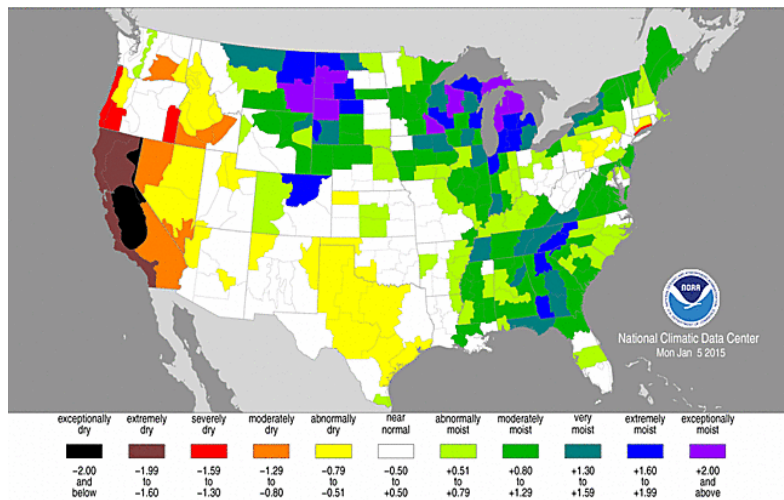 NOAA
National Climatic Data Center
Mon Jan 5 2015
exceptionally dry
extremely dry
severely dry
moderately dry
abnormally dry
near normal
abnormally moist
moderately moist
very moist
extremely moist
exceptionally moist
−2.00 and below
−1.99 to −1.60
−1.59 to −1.30
−1.29 to −0.80
−0.79 to −0.51
−0.50 to +0.50
+0.51 to +0.79
+0.80 to +1.29
+1.30 to +1.59
+1.60 to +1.99
+2.00 and above